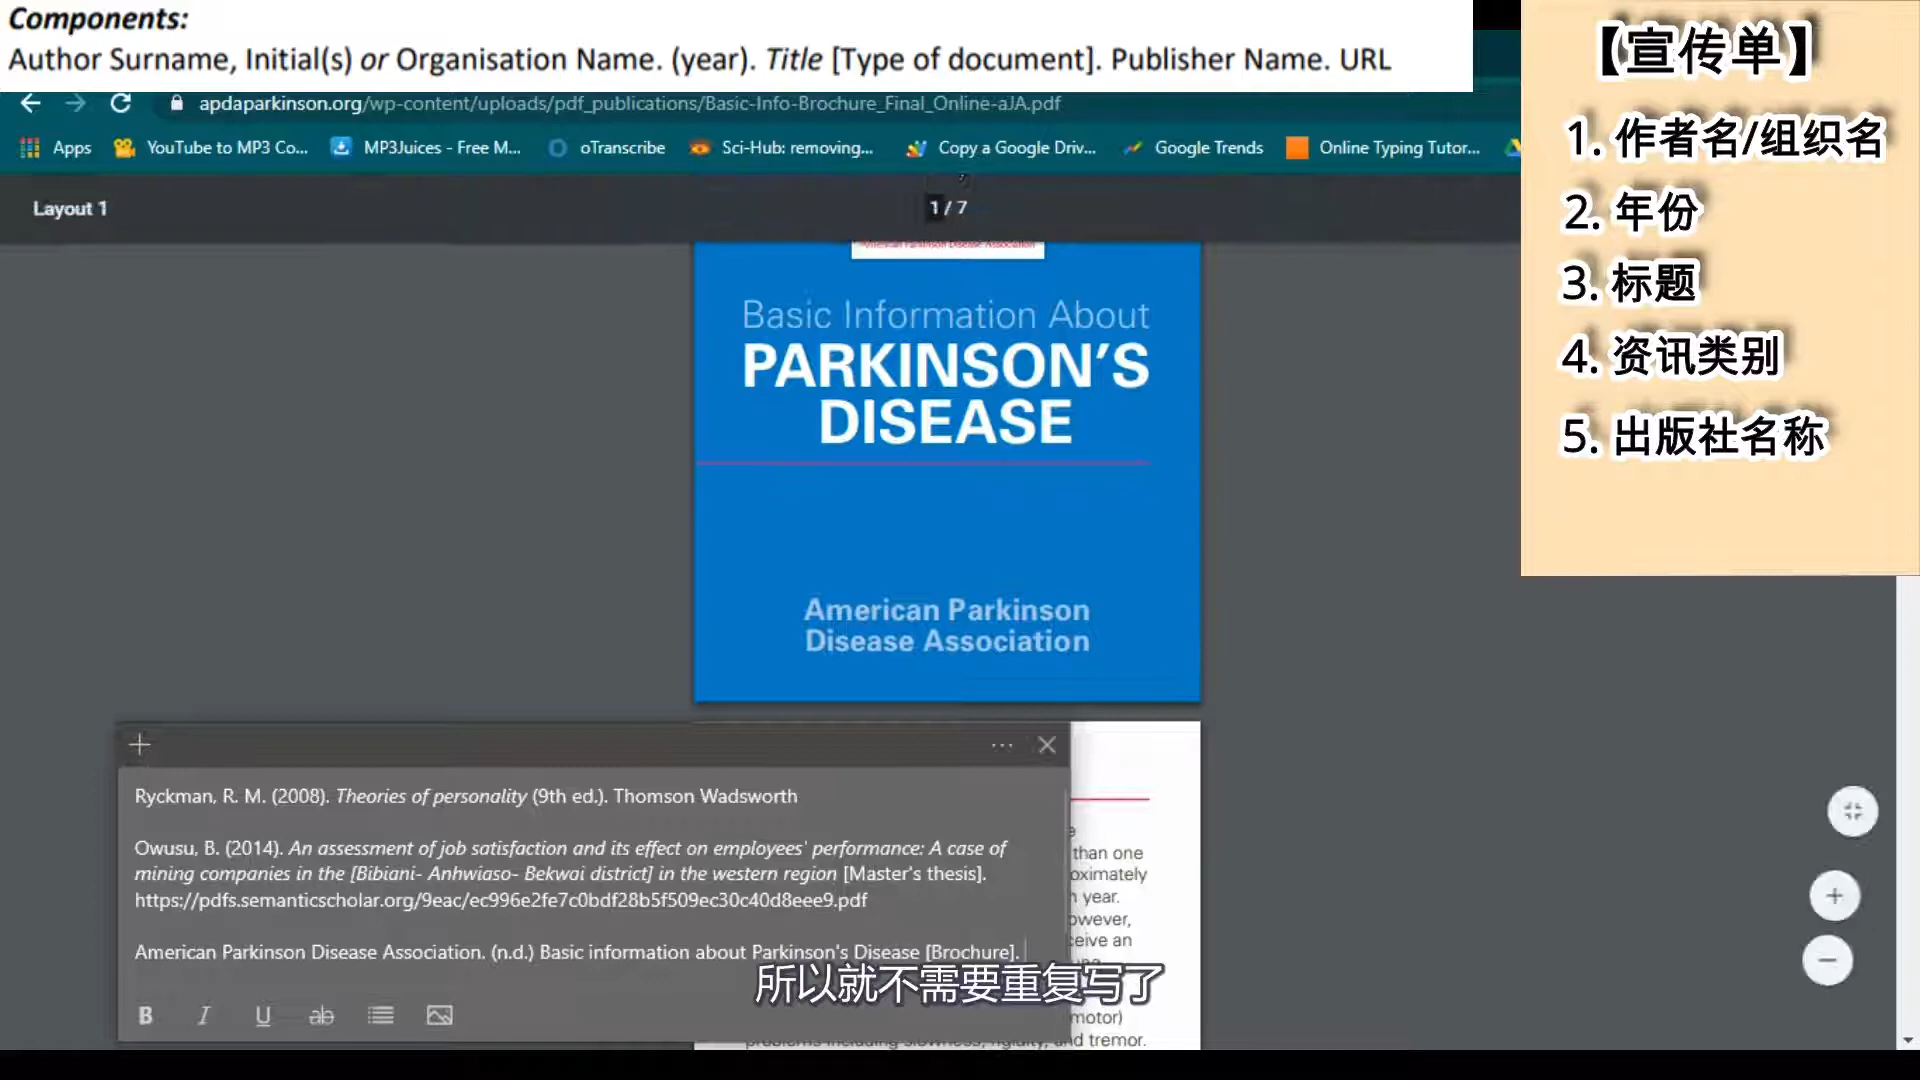 Components:
Author Surname, Initial(s) or Organisation Name. (year). Title [Type of document]. Publisher Name. URL
apdaparkinson.org/wp-content/uploads/pdf_publications/Basic-Info-Brochure_Final_Online-aJA.pdf
Apps YouTube to MP3 Co... MP3Juices - Free M... oTranscribe Sci-Hub: removing... Copy a Google Driv... Google Trends Online Typing Tutor...
Layout 1
1 / 7
American Parkinson Disease Association
Basic Information About
PARKINSON'S
DISEASE
American Parkinson
Disease Association
【宣传单】
1. 作者名/组织名
2. 年份
3. 标题
4. 资讯类别
5. 出版社名称
Ryckman, R. M. (2008). Theories of personality (9th ed.). Thomson Wadsworth
Owusu, B. (2014). An assessment of job satisfaction and its effect on employees' performance: A case of
mining companies in the [Bibiani- Anhwiaso- Bekwai district] in the western region [Master's thesis].
https://pdfs.semanticscholar.org/9eac/ec996e2fe7c0bdf28b5f509ec30c40d8eee9.pdf
American Parkinson Disease Association. (n.d.) Basic information about Parkinson's Disease [Brochure].
B I U ab
than one
oximately
year.
owever,
ceive an
motor)
and tremor.
所以就不需要重复写了